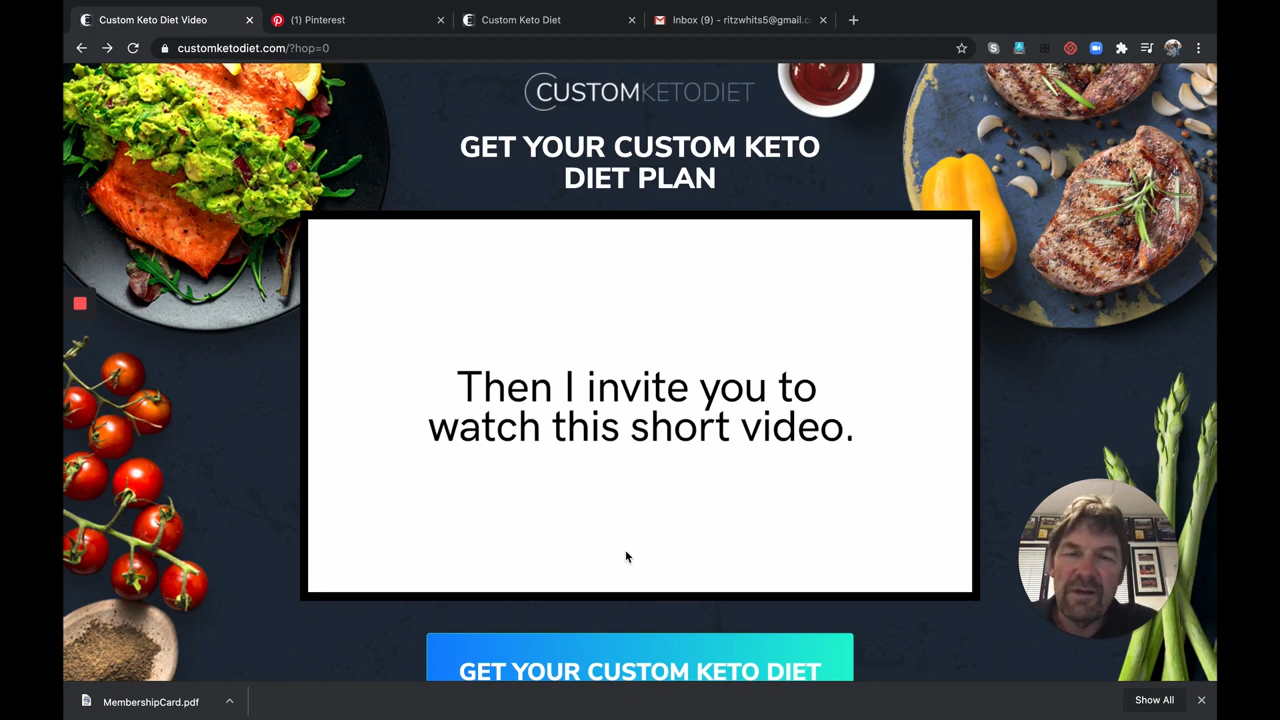 Custom Keto Diet Video
(1) Pinterest
Custom Keto Diet
Inbox (9) - ritzwhits5@gmail.co
customketodiet.com/?hop=0
CUSTOMKETODIET
GET YOUR CUSTOM KETO
DIET PLAN
Then I invite you to
watch this short video.
GET YOUR CUSTOM KETO DIET
MembershipCard.pdf
Show All